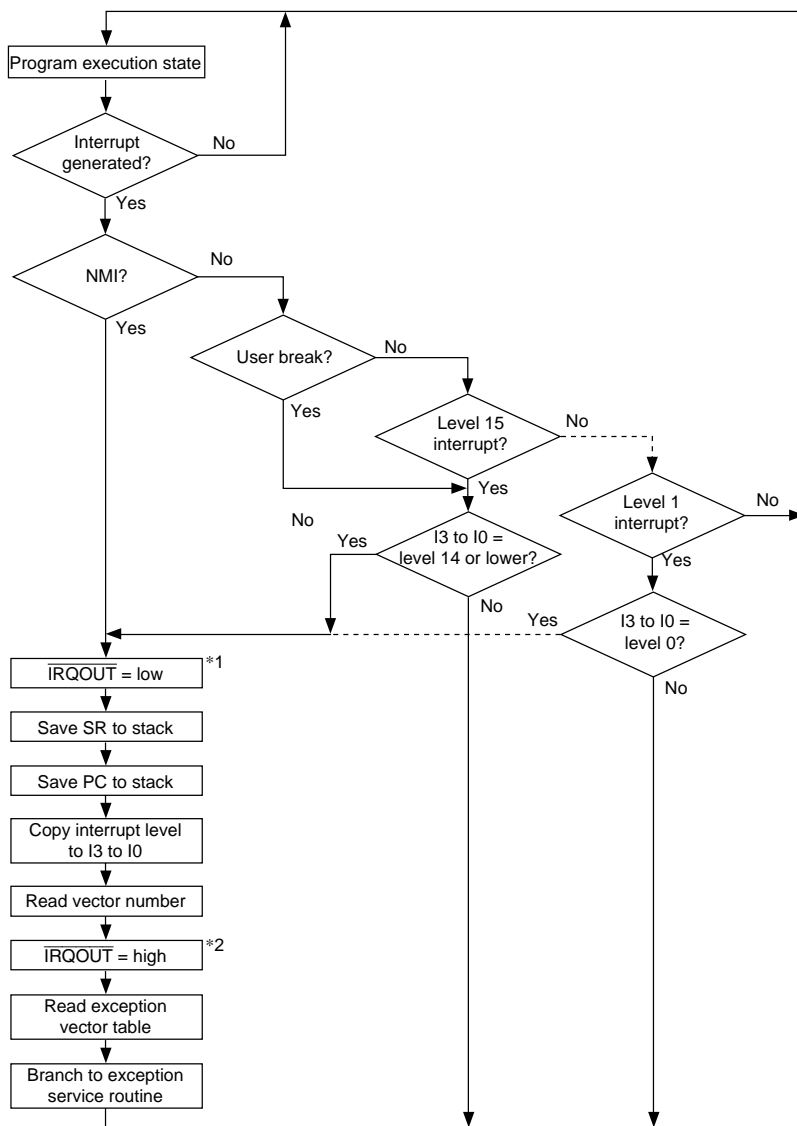 Program execution state
Interrupt
generated?
No
Yes
NMI?
No
Yes
User break?
No
Yes
Level 15
interrupt?
No
Yes
Level 1
interrupt?
No
Yes
No
I3 to I0 =
level 14 or lower?
Yes
No
I3 to I0 =
level 0?
Yes
No
IRQOUT = low
*1
Save SR to stack
Save PC to stack
Copy interrupt level
to I3 to I0
Read vector number
IRQOUT = high
*2
Read exception
vector table
Branch to exception
service routine